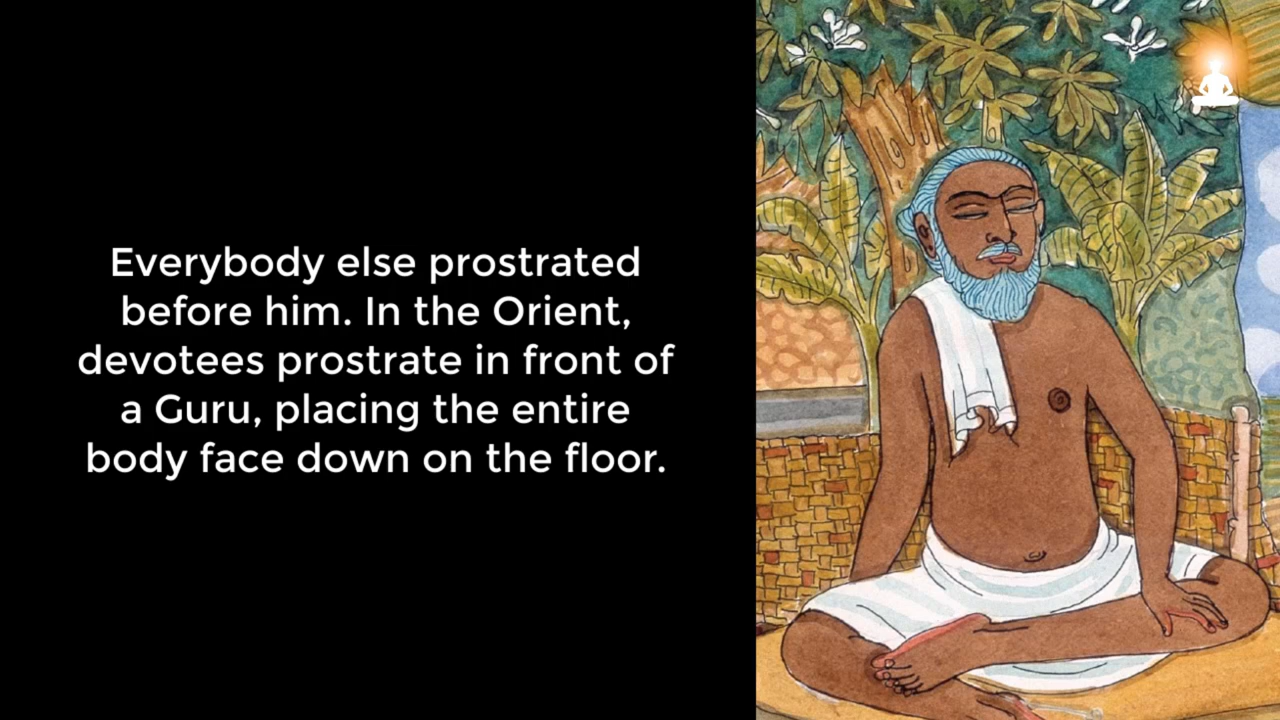 Everybody else prostrated
before him. In the Orient,
devotees prostrate in front of
a Guru, placing the entire
body face down on the floor.